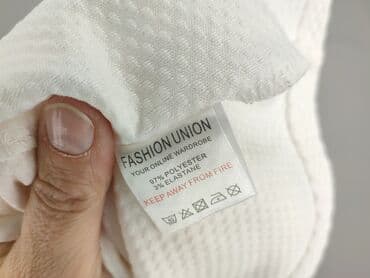 FASHION UNION
YOUR ONLINE WARDROBE
97% POLYESTER
3% ELASTANE
KEEP AWAY FROM FIRE